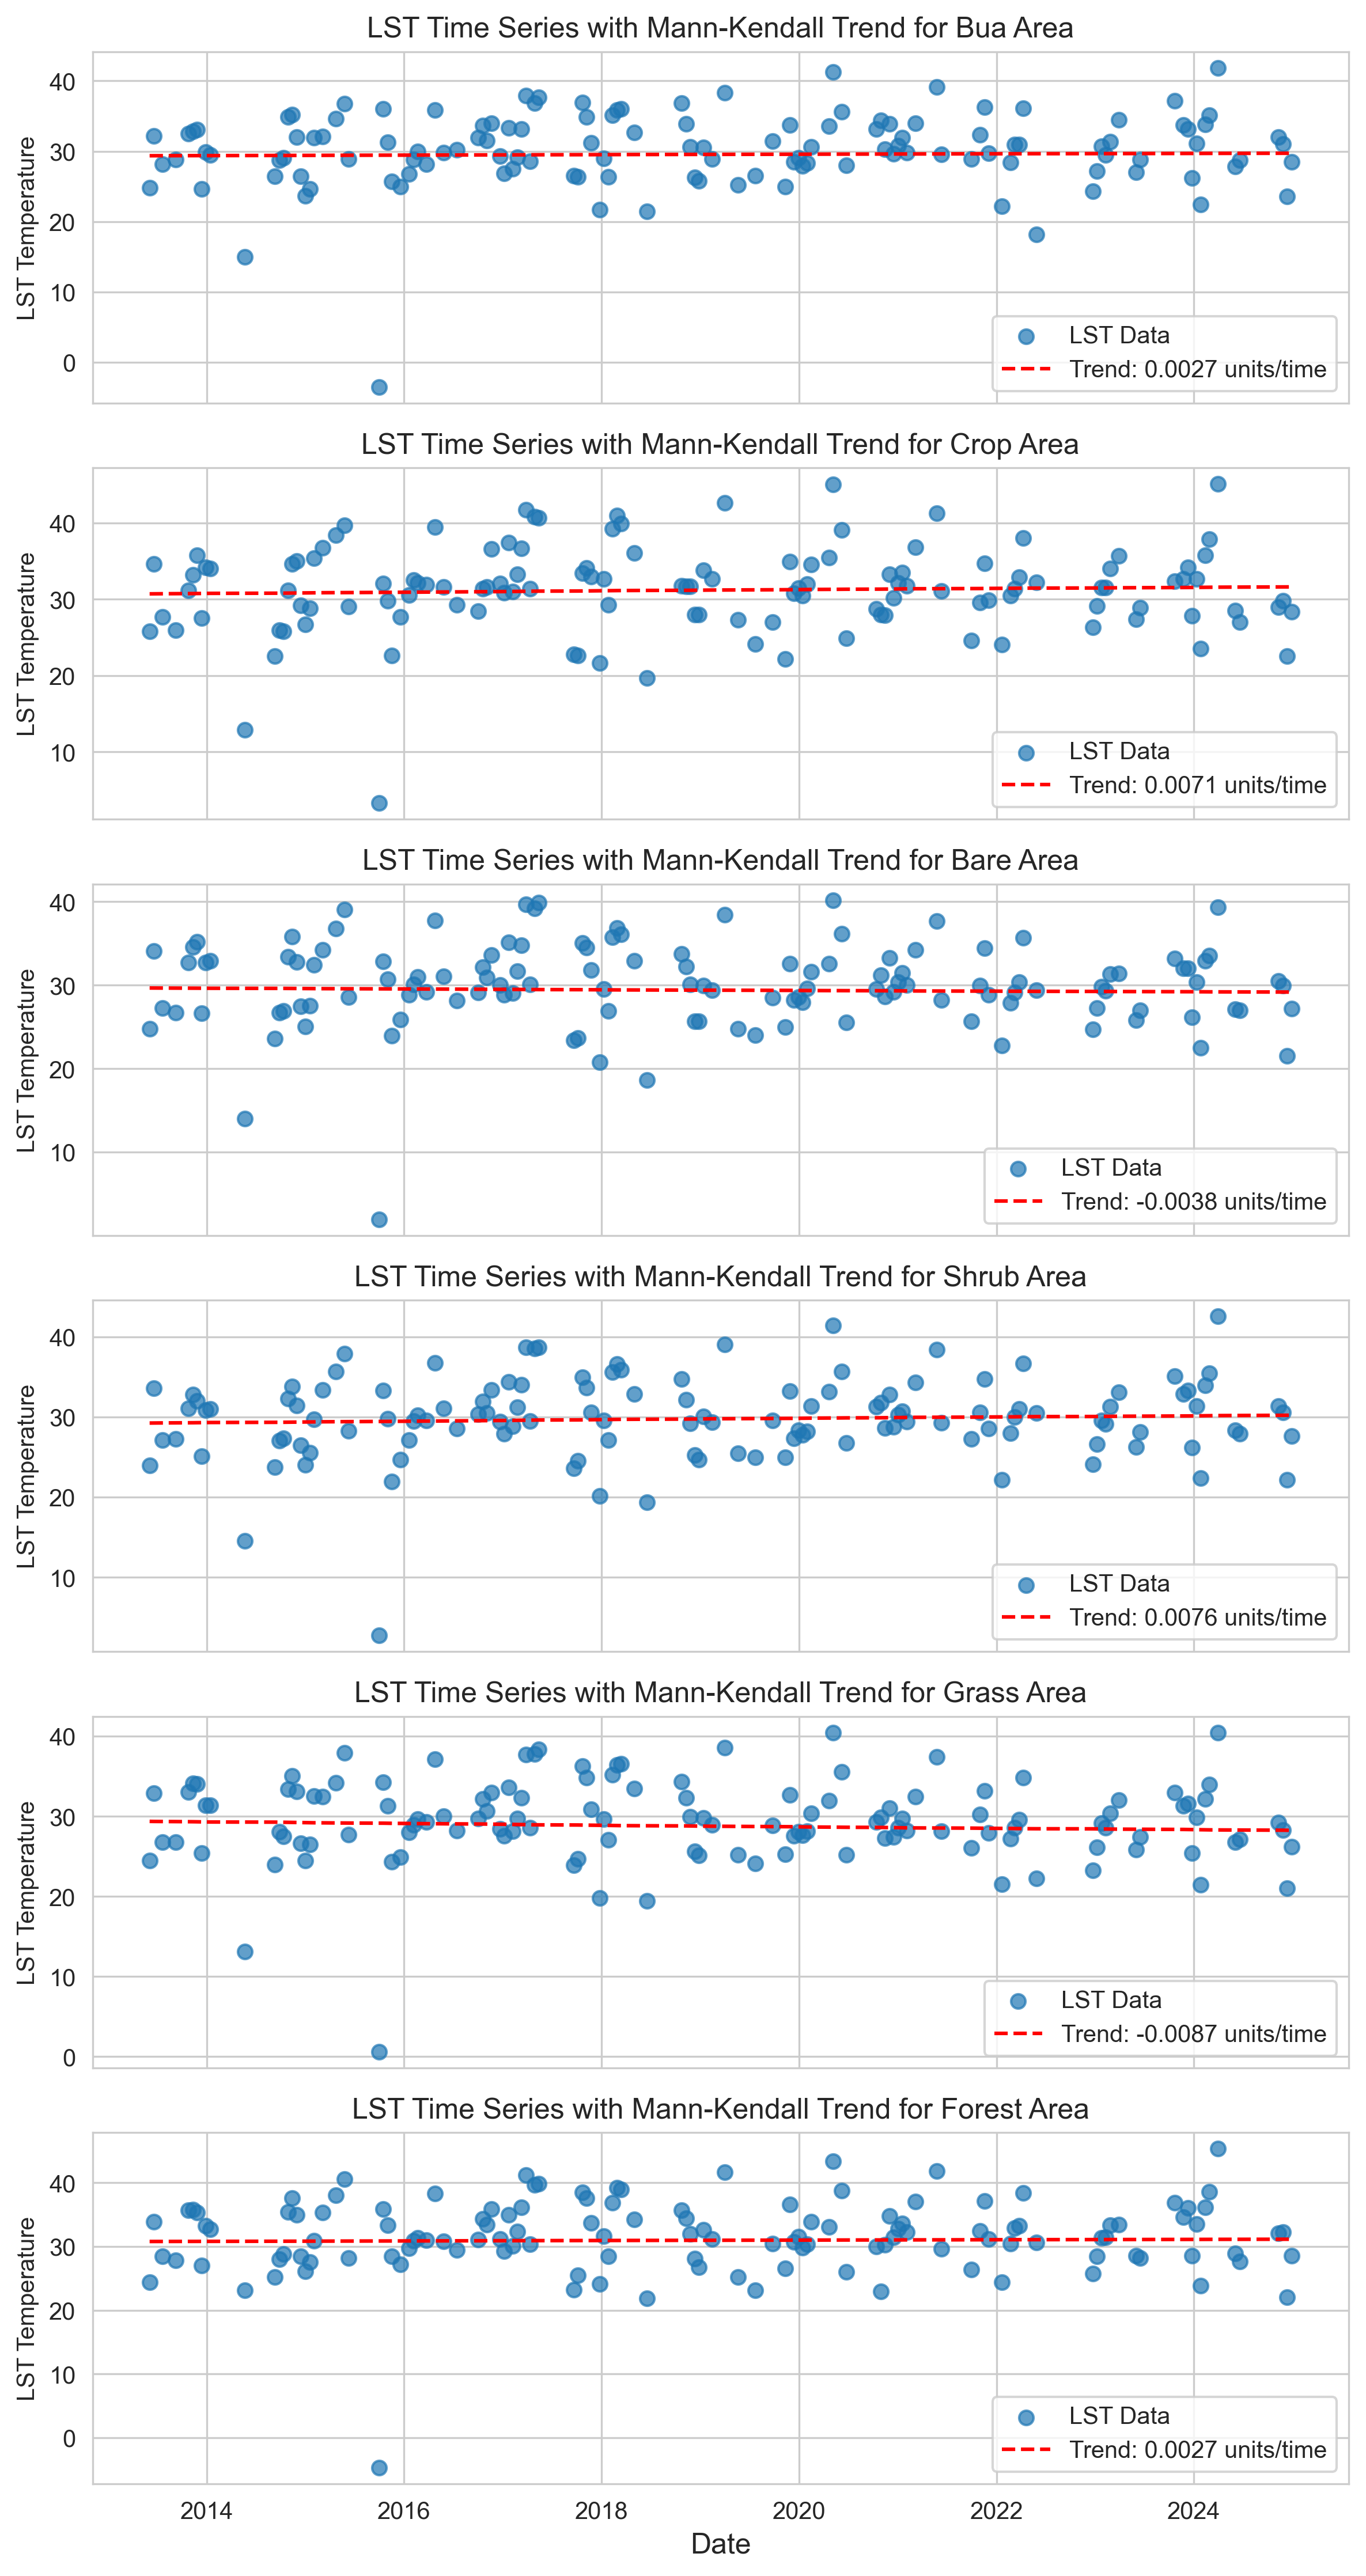 LST Time Series with Mann-Kendall Trend for Bua Area
LST Temperature
40
30
20
10
0
LST Data
Trend: 0.0027 units/time
LST Time Series with Mann-Kendall Trend for Crop Area
LST Temperature
40
30
20
10
LST Data
Trend: 0.0071 units/time
LST Time Series with Mann-Kendall Trend for Bare Area
LST Temperature
40
30
20
10
LST Data
Trend: -0.0038 units/time
LST Time Series with Mann-Kendall Trend for Shrub Area
LST Temperature
40
30
20
10
LST Data
Trend: 0.0076 units/time
LST Time Series with Mann-Kendall Trend for Grass Area
LST Temperature
40
30
20
10
0
LST Data
Trend: -0.0087 units/time
LST Time Series with Mann-Kendall Trend for Forest Area
LST Temperature
40
30
20
10
0
LST Data
Trend: 0.0027 units/time
2014 2016 2018 2020 2022 2024
Date